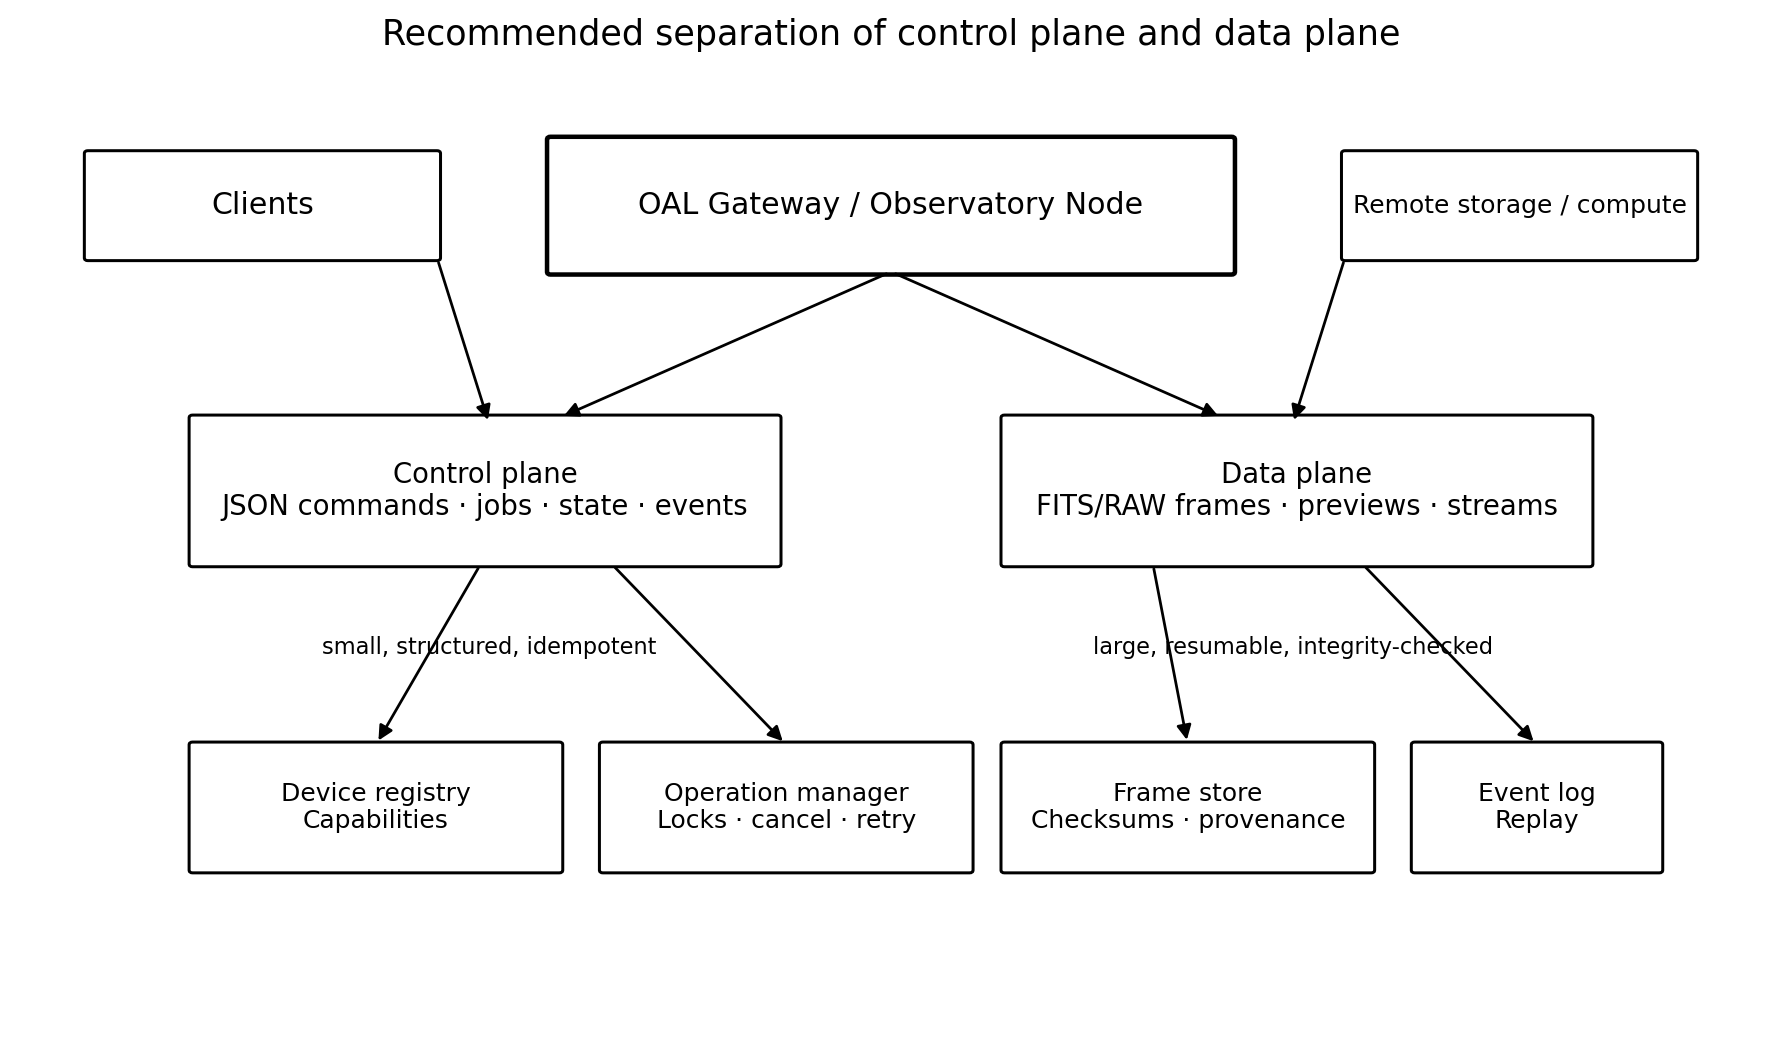 Recommended separation of control plane and data plane
Clients
OAL Gateway / Observatory Node
Remote storage / compute
Control plane
JSON commands · jobs · state · events
Data plane
FITS/RAW frames · previews · streams
small, structured, idempotent
large, resumable, integrity-checked
Device registry
Capabilities
Operation manager
Locks · cancel · retry
Frame store
Checksums · provenance
Event log
Replay